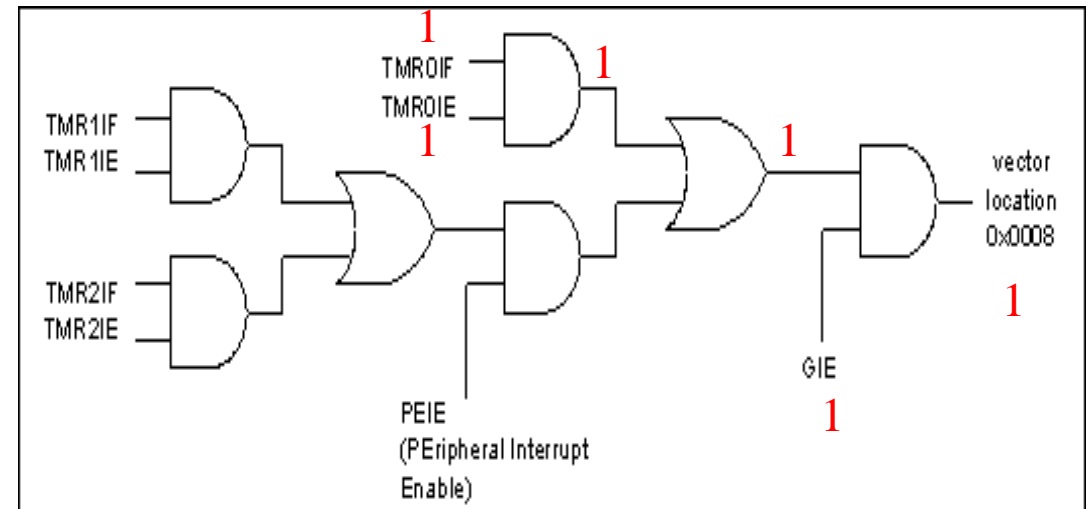 1
TMR0IF
1
TMR0IE
1
TMR1IF
TMR1IE
1
vector
location
0x0008
1
TMR2IF
TMR2IE
GIE
1
PEIE
(PEripheral Interrupt
Enable)